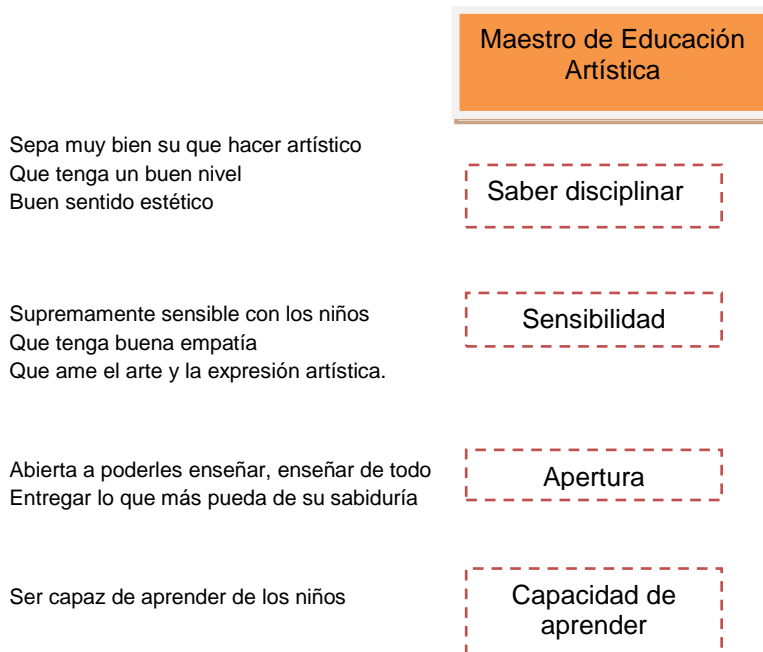 Maestro de Educación
Artística
Sepa muy bien su que hacer artístico
Que tenga un buen nivel
Buen sentido estético
Saber disciplinar
Supremamente sensible con los niños
Que tenga buena empatía
Que ame el arte y la expresión artística.
Sensibilidad
Abierta a poderles enseñar, enseñar de todo
Entregar lo que más pueda de su sabiduría
Apertura
Ser capaz de aprender de los niños
Capacidad de
aprender